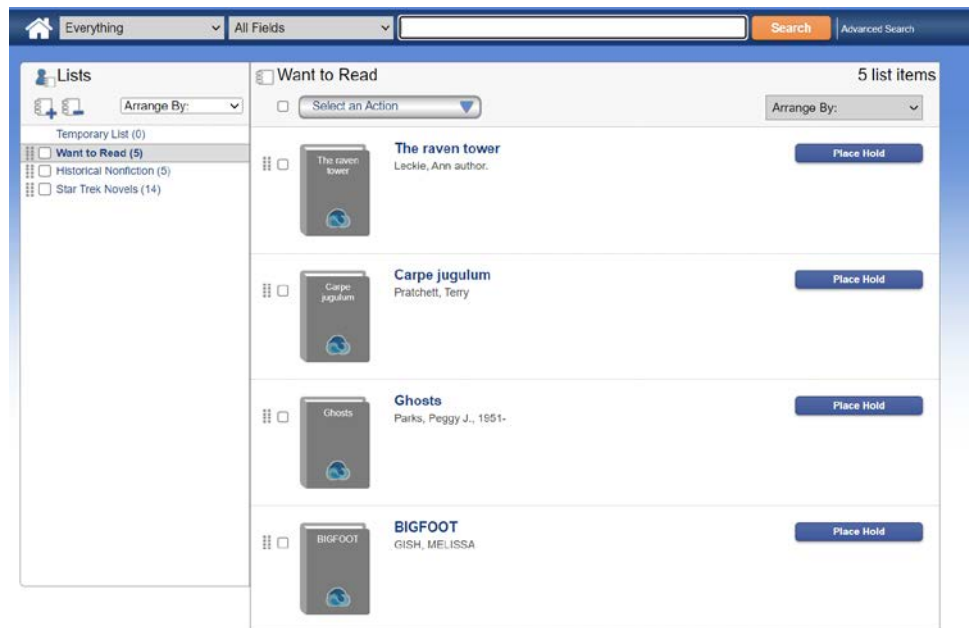 Everything All Fields Search Advanced Search
Lists
Arrange By:
Temporary List (0)
Want to Read (5)
Historical Nonfiction (5)
Star Trek Novels (14)
Want to Read 5 list items
Select an Action Arrange By:
The raven
tower
The raven tower
Leckie, Ann author.
Place Hold
Carpe
jugulum
Carpe jugulum
Pratchett, Terry
Place Hold
Ghosts
Ghosts
Parks, Peggy J., 1951-
Place Hold
BIGFOOT
BIGFOOT
GISH, MELISSA
Place Hold